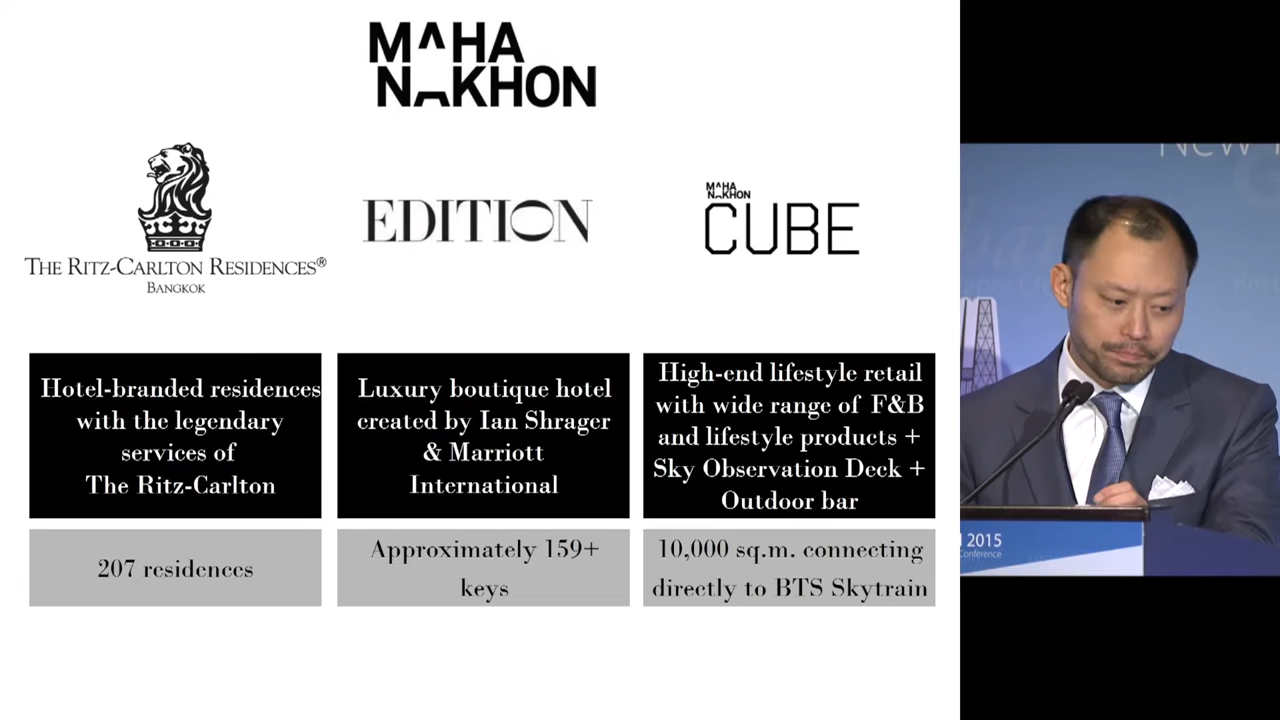 MAHA
NAKHON
THE RITZ-CARLTON RESIDENCES®
BANGKOK
EDITION
MAHA
NAKHON
CUBE
Hotel-branded residences
with the legendary
services of
The Ritz-Carlton
Luxury boutique hotel
created by Ian Shrager
& Marriott
International
High-end lifestyle retail
with wide range of F&B
and lifestyle products +
Sky Observation Deck +
Outdoor bar
207 residences
Approximately 159+
keys
10,000 sq.m. connecting
directly to BTS Skytrain
2015
Conference